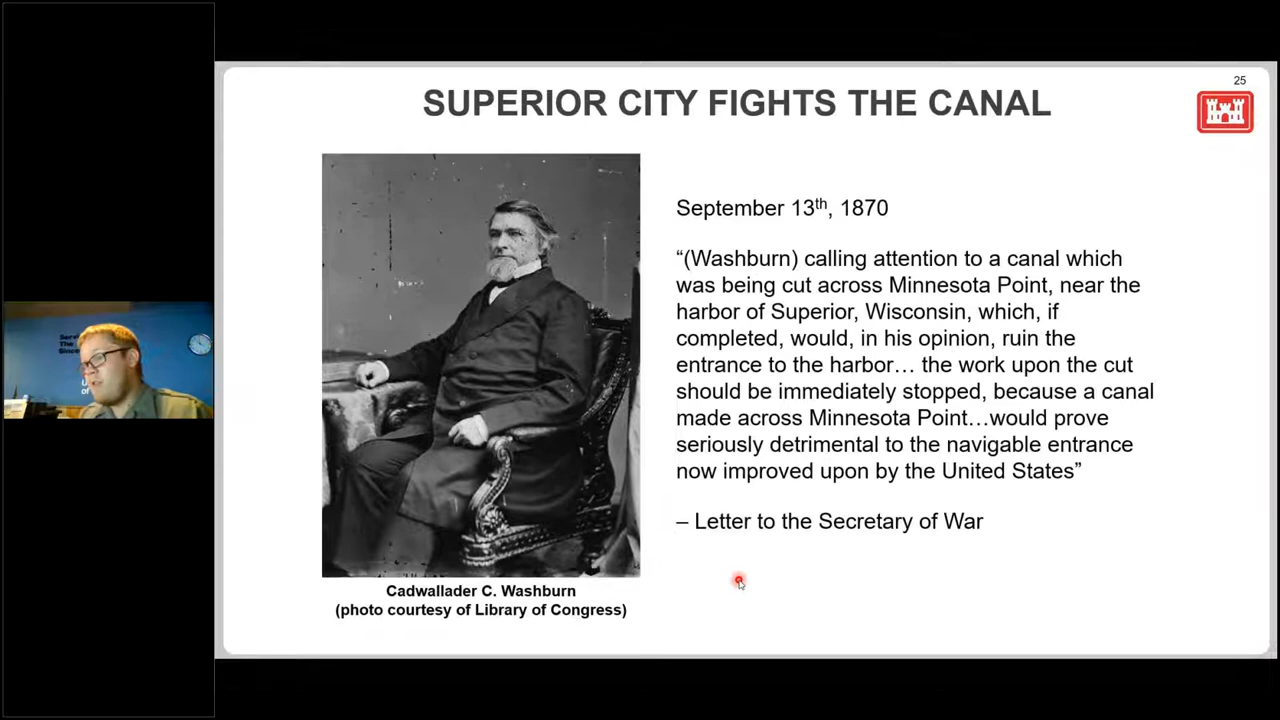 25
SUPERIOR CITY FIGHTS THE CANAL
September 13th, 1870
“(Washburn) calling attention to a canal which
was being cut across Minnesota Point, near the
harbor of Superior, Wisconsin, which, if
completed, would, in his opinion, ruin the
entrance to the harbor… the work upon the cut
should be immediately stopped, because a canal
made across Minnesota Point…would prove
seriously detrimental to the navigable entrance
now improved upon by the United States”
– Letter to the Secretary of War
Cadwallader C. Washburn
(photo courtesy of Library of Congress)
The